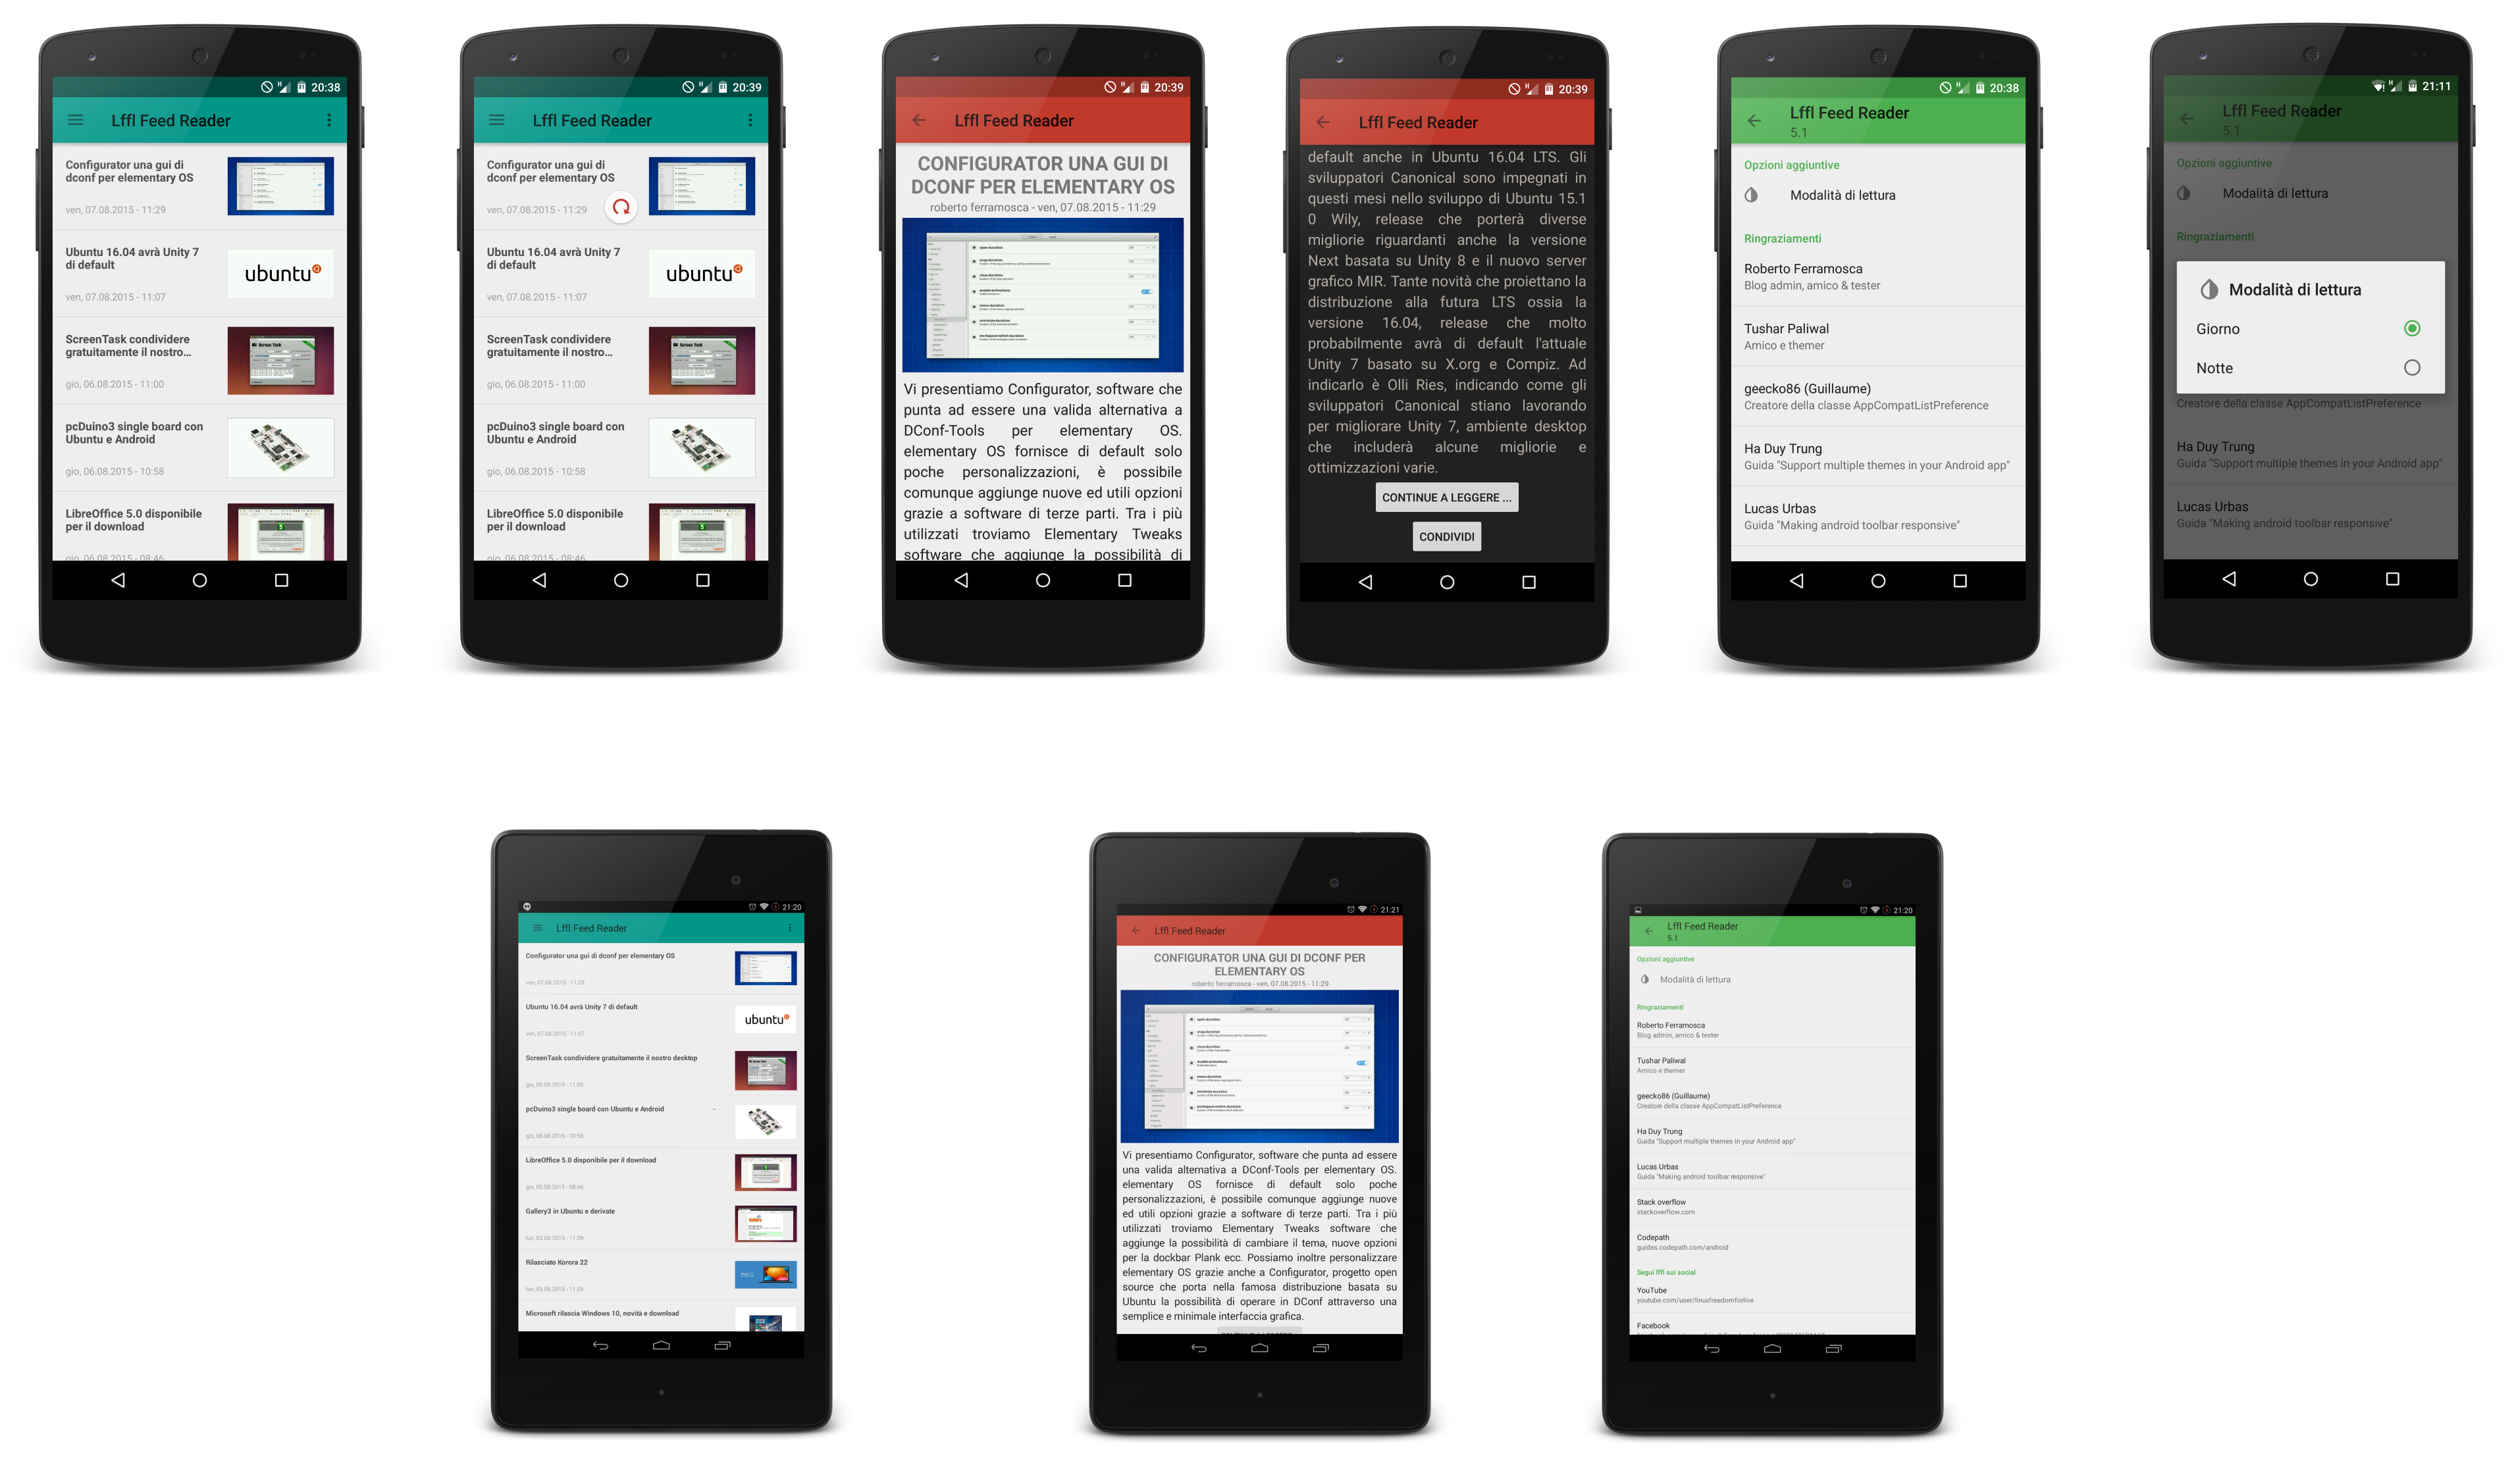 20:38
Lffl Feed Reader
Configurator una gui di
dconf per elementary OS
ven, 07.08.2015 - 11:29
Ubuntu 16.04 avrà Unity 7
di default
ven, 07.08.2015 - 11:07
ubuntu
ScreenTask condividere
gratuitamente il nostro...
gio, 06.08.2015 - 11:00
pcDuino3 single board con
Ubuntu e Android
gio, 06.08.2015 - 10:58
LibreOffice 5.0 disponibile
per il download
gio, 06.08.2015 - 08:46
20:39
Lffl Feed Reader
Configurator una gui di
dconf per elementary OS
ven, 07.08.2015 - 11:29
Ubuntu 16.04 avrà Unity 7
di default
ven, 07.08.2015 - 11:07
ubuntu
ScreenTask condividere
gratuitamente il nostro...
gio, 06.08.2015 - 11:00
pcDuino3 single board con
Ubuntu e Android
gio, 06.08.2015 - 10:58
LibreOffice 5.0 disponibile
per il download
gio, 06.08.2015 - 08:46
20:39
Lffl Feed Reader
CONFIGURATOR UNA GUI DI
DCONF PER ELEMENTARY OS
roberto ferramosca - ven, 07.08.2015 - 11:29
Vi presentiamo Configurator, software che
punta ad essere una valida alternativa a
DConf-Tools per elementary OS.
elementary OS fornisce di default solo
poche personalizzazioni, è possibile
comunque aggiunge nuove ed utili opzioni
grazie a software di terze parti. Tra i più
utilizzati troviamo Elementary Tweaks
software che aggiunge la possibilità di
20:39
Lffl Feed Reader
default anche in Ubuntu 16.04 LTS. Gli
sviluppatori Canonical sono impegnati in
questi mesi nello sviluppo di Ubuntu 15.1
0 Wily, release che porterà diverse
migliorie riguardanti anche la versione
Next basata su Unity 8 e il nuovo server
grafico MIR. Tante novità che proiettano la
distribuzione alla futura LTS ossia la
versione 16.04, release che molto
probabilmente avrà di default l'attuale
Unity 7 basato su X.org e Compiz. Ad
indicarlo è Olli Ries, indicando come gli
sviluppatori Canonical stiano lavorando
per migliorare Unity 7, ambiente desktop
che includerà alcune migliorie e
ottimizzazioni varie.
CONTINUE A LEGGERE ...
CONDIVIDI
20:38
Lffl Feed Reader
5.1
Opzioni aggiuntive
Modalità di lettura
Ringraziamenti
Roberto Ferramosca
Blog admin, amico & tester
Tushar Paliwal
Amico e themer
geecko86 (Guillaume)
Creatore della classe AppCompatListPreference
Ha Duy Trung
Guida "Support multiple themes in your Android app"
Lucas Urbas
Guida "Making android toolbar responsive"
21:11
Lffl Feed Reader
5.1
Opzioni aggiuntive
Modalità di lettura
Ringraziamenti
Modalità di lettura
Giorno
Notte
Creatore della classe AppCompatListPreference
Ha Duy Trung
Guida "Support multiple themes in your Android app"
Lucas Urbas
Guida "Making android toolbar responsive"
21:20
Lffl Feed Reader
Configurator una gui di dconf per elementary OS
ven, 07.08.2015 - 11:29
Ubuntu 16.04 avrà Unity 7 di default
ven, 07.08.2015 - 11:07
ubuntu
ScreenTask condividere gratuitamente il nostro desktop
gio, 06.08.2015 - 11:00
pcDuino3 single board con Ubuntu e Android
gio, 06.08.2015 - 10:58
LibreOffice 5.0 disponibile per il download
gio, 06.08.2015 - 08:46
Gallery3 in Ubuntu e derivate
lun, 03.08.2015 - 11:39
Rilasciato Korora 22
lun, 03.08.2015 - 11:25
Microsoft rilascia Windows 10, novità e download
21:21
Lffl Feed Reader
CONFIGURATOR UNA GUI DI DCONF PER
ELEMENTARY OS
roberto ferramosca - ven, 07.08.2015 - 11:29
Vi presentiamo Configurator, software che punta ad essere
una valida alternativa a DConf-Tools per elementary OS.
elementary OS fornisce di default solo poche
personalizzazioni, è possibile comunque aggiunge nuove
ed utili opzioni grazie a software di terze parti. Tra i più
utilizzati troviamo Elementary Tweaks software che
aggiunge la possibilità di cambiare il tema, nuove opzioni
per la dockbar Plank ecc. Possiamo inoltre personalizzare
elementary OS grazie anche a Configurator, progetto open
source che porta nella famosa distribuzione basata su
Ubuntu la possibilità di operare in DConf attraverso una
semplice e minimale interfaccia grafica.
21:20
Lffl Feed Reader
5.1
Opzioni aggiuntive
Modalità di lettura
Ringraziamenti
Roberto Ferramosca
Blog admin, amico & tester
Tushar Paliwal
Amico e themer
geecko86 (Guillaume)
Creatore della classe AppCompatListPreference
Ha Duy Trung
Guida "Support multiple themes in your Android app"
Lucas Urbas
Guida "Making android toolbar responsive"
Stack overflow
stackoverflow.com
Codepath
guides.codepath.com/android
Segui lffl sui social
YouTube
youtube.com/user/linuxfreedomforlive
Facebook